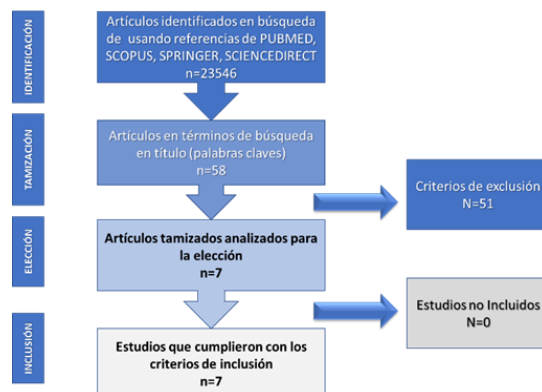 IDENTIFICACIÓN
Artículos identificados en búsqueda
de usando referencias de PUBMED,
SCOPUS, SPRINGER, SCIENCEDIRECT
n=23546
TAMIZACIÓN
Artículos en términos de búsqueda
en título (palabras claves)
n=58
Criterios de exclusión
N=51
ELECCIÓN
Artículos tamizados analizados para
la elección
n=7
Estudios no Incluidos
N=0
INCLUSIÓN
Estudios que cumplieron con los
criterios de inclusión
n=7